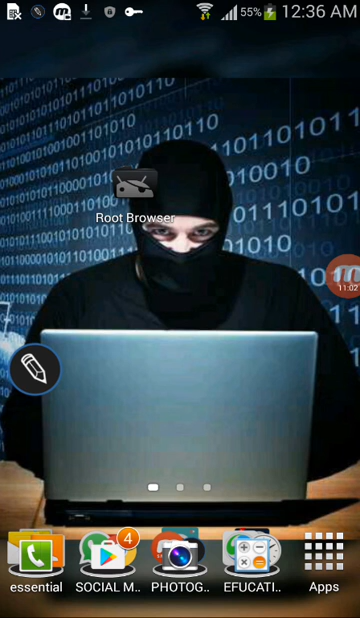 55% 12:36 AM
Root Browser
11:02
4
essential SOCIAL M.. PHOTOG.. EFUCATI.. Apps